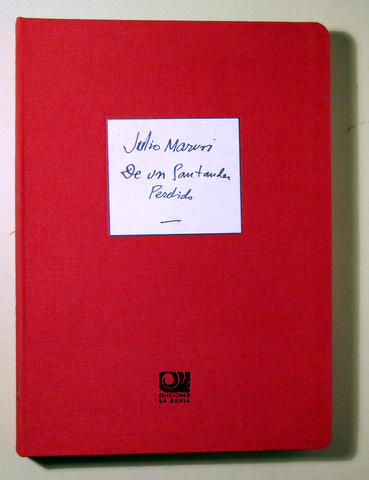 Julio Maruri
De un Santander
Perdido
EDICIONES
LA BAHIA